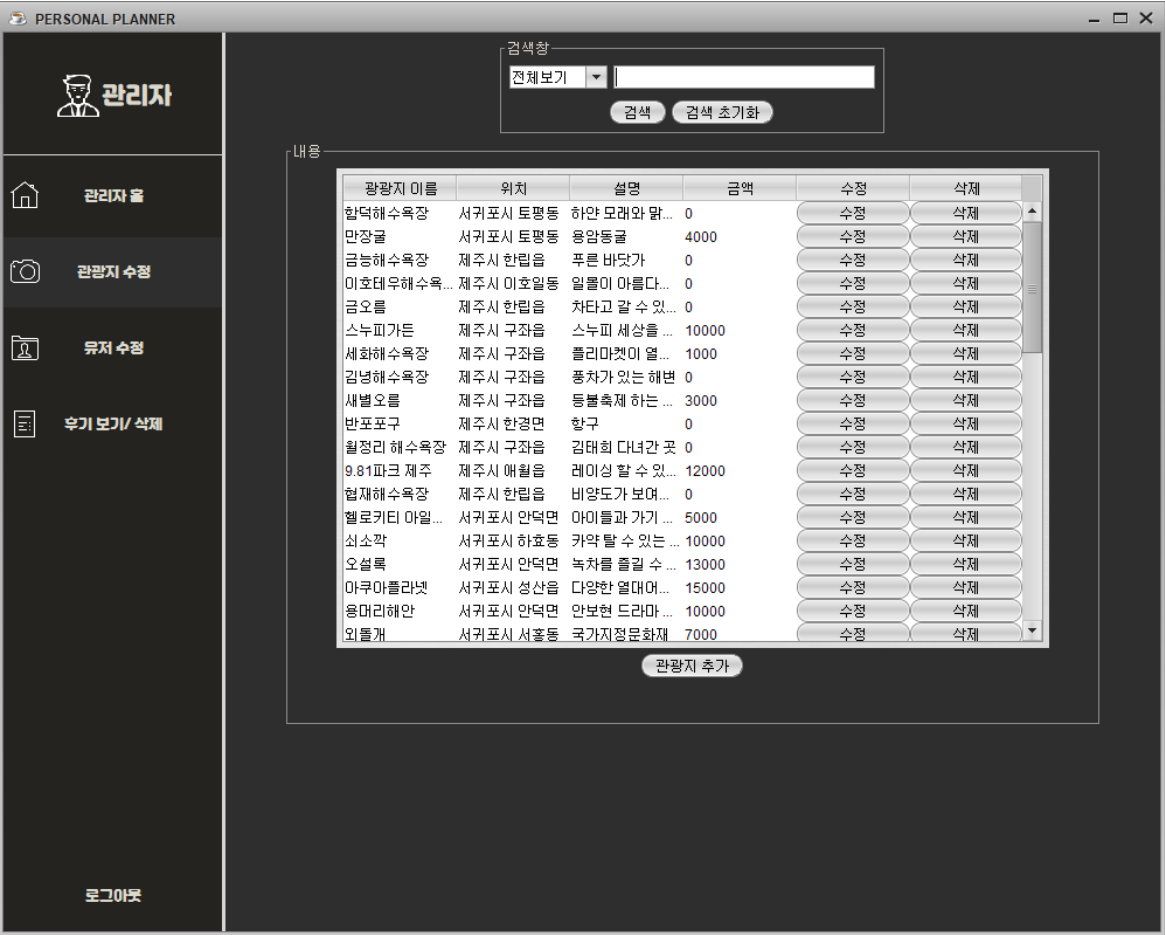 PERSONAL PLANNER
관리자
관리자 홈
관광지 수정
유저 수정
후기 보기/ 삭제
로그아웃
검색창
전체보기
검색 검색 초기화
내용
광광지 이름 위치 설명 금액 수정 삭제
함덕해수욕장 서귀포시 토평동 하얀 모래와 맑... 0 수정 삭제
만장굴 서귀포시 토평동 용암동굴 4000 수정 삭제
금능해수욕장 제주시 한립읍 푸른 바닷가 0 수정 삭제
이호테우해수욕... 제주시 이호일동 일몰이 아름다... 0 수정 삭제
금오름 제주시 한립읍 차타고 갈 수 있... 0 수정 삭제
스누피가든 제주시 구좌읍 스누피 세상을 ... 10000 수정 삭제
세화해수욕장 제주시 구좌읍 플리마켓이 열... 1000 수정 삭제
김녕해수욕장 제주시 구좌읍 풍차가 있는 해변 0 수정 삭제
새별오름 제주시 구좌읍 등불축제 하는 ... 3000 수정 삭제
반포포구 제주시 한경면 항구 0 수정 삭제
월정리 해수욕장 제주시 구좌읍 김태희 다녀간 곳 0 수정 삭제
9.81파크 제주 제주시 애월읍 레이싱 할 수 있... 12000 수정 삭제
협재해수욕장 제주시 한립읍 비양도가 보여... 0 수정 삭제
헬로키티 아일... 서귀포시 안덕면 아이들과 가기 ... 5000 수정 삭제
쇠소깍 서귀포시 하효동 카약 탈 수 있는 ... 10000 수정 삭제
오설록 서귀포시 안덕면 녹차를 즐길 수 ... 13000 수정 삭제
아쿠아플라넷 서귀포시 성산읍 다양한 열대어... 15000 수정 삭제
용머리해안 서귀포시 안덕면 안보현 드라마 ... 10000 수정 삭제
외돌개 서귀포시 서홍동 국가지정문화재 7000 수정 삭제
관광지 추가